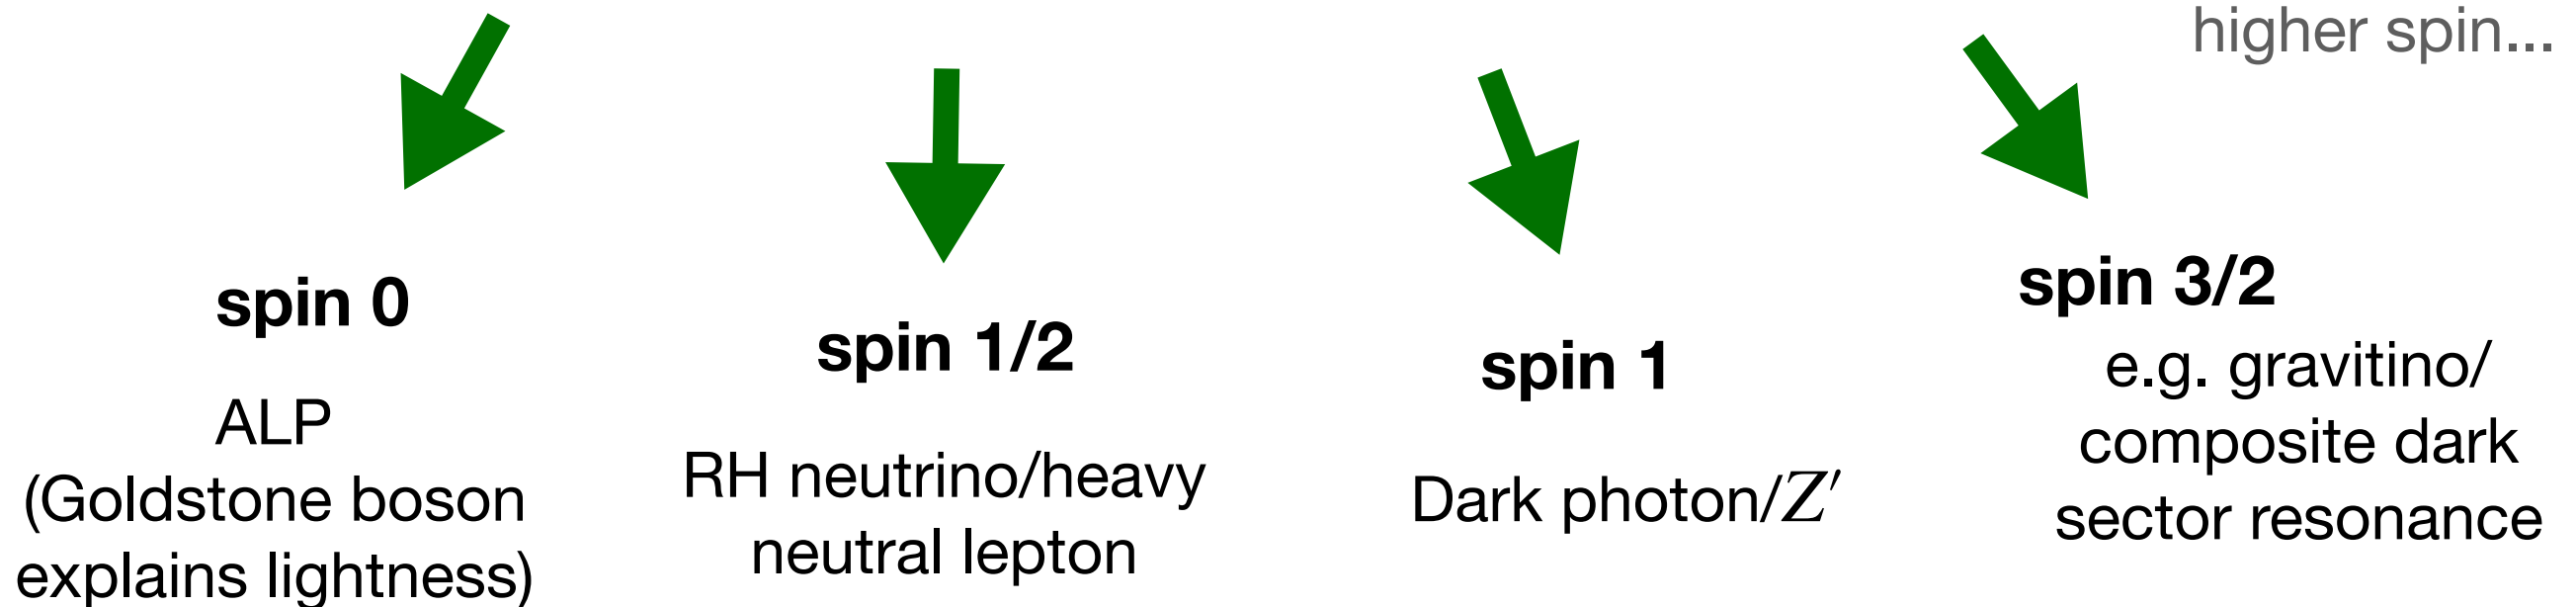 higher spin...
spin 0
ALP
(Goldstone boson
explains lightness)
spin 1/2
RH neutrino/heavy
neutral lepton
spin 1
Dark photon/Z′
spin 3/2
e.g. gravitino/
composite dark
sector resonance